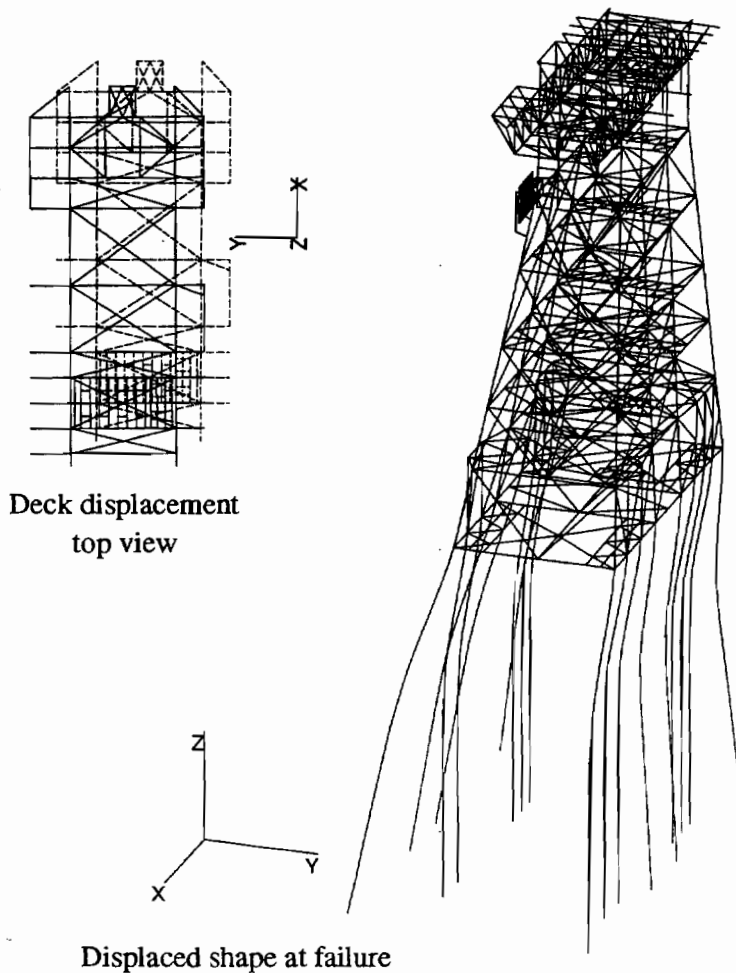 X
Y
Z
Deck displacement
top view
Z
Y
X
Displaced shape at failure